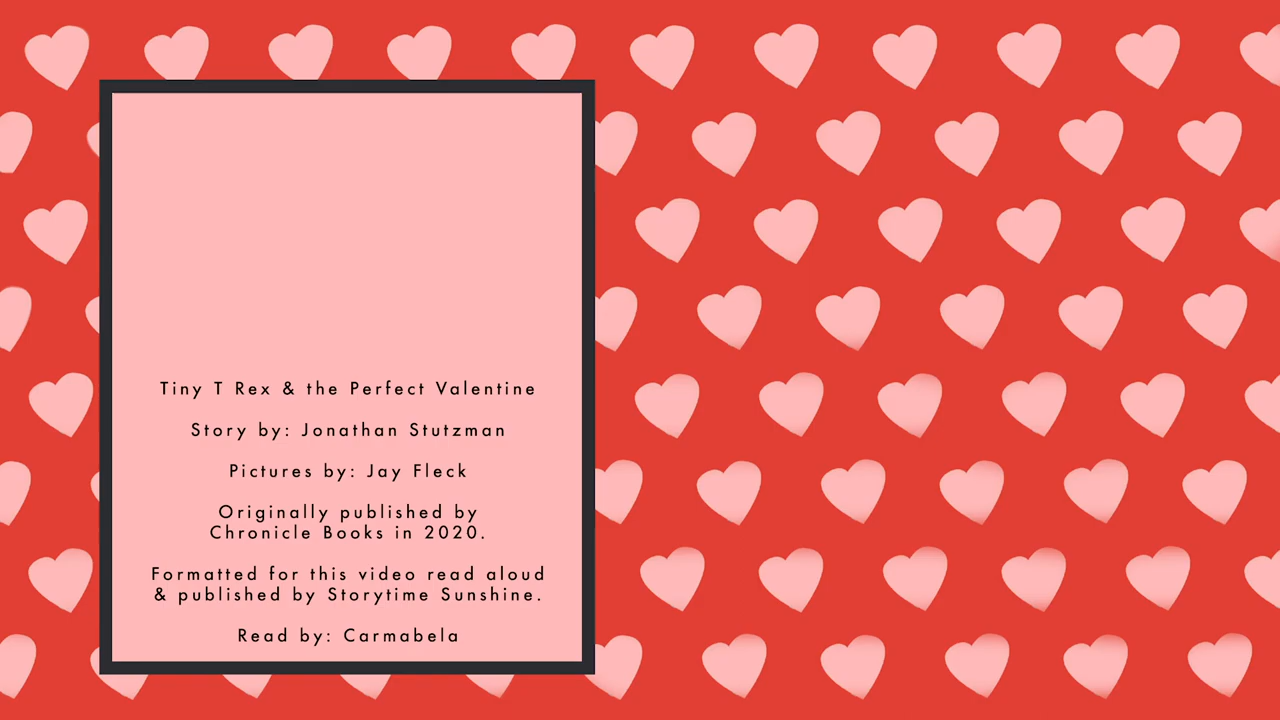 Tiny T Rex & the Perfect Valentine
Story by: Jonathan Stutzman
Pictures by: Jay Fleck
Originally published by
Chronicle Books in 2020.
Formatted for this video read aloud
& published by Storytime Sunshine.
Read by: Carmabela